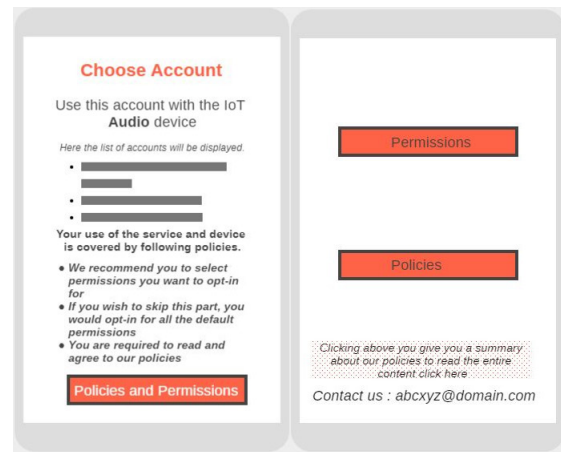 Choose Account
Use this account with the IoT
Audio device
Here the list of accounts will be displayed.
Your use of the service and device
is covered by following policies.
● We recommend you to select
permissions you want to opt-in
for
● If you wish to skip this part, you
would opt-in for all the default
permissions
● You are required to read and
agree to our policies
Policies and Permissions
Permissions
Policies
Clicking above you give you a summary
about our policies to read the entire
content click here
Contact us : abcxyz@domain.com